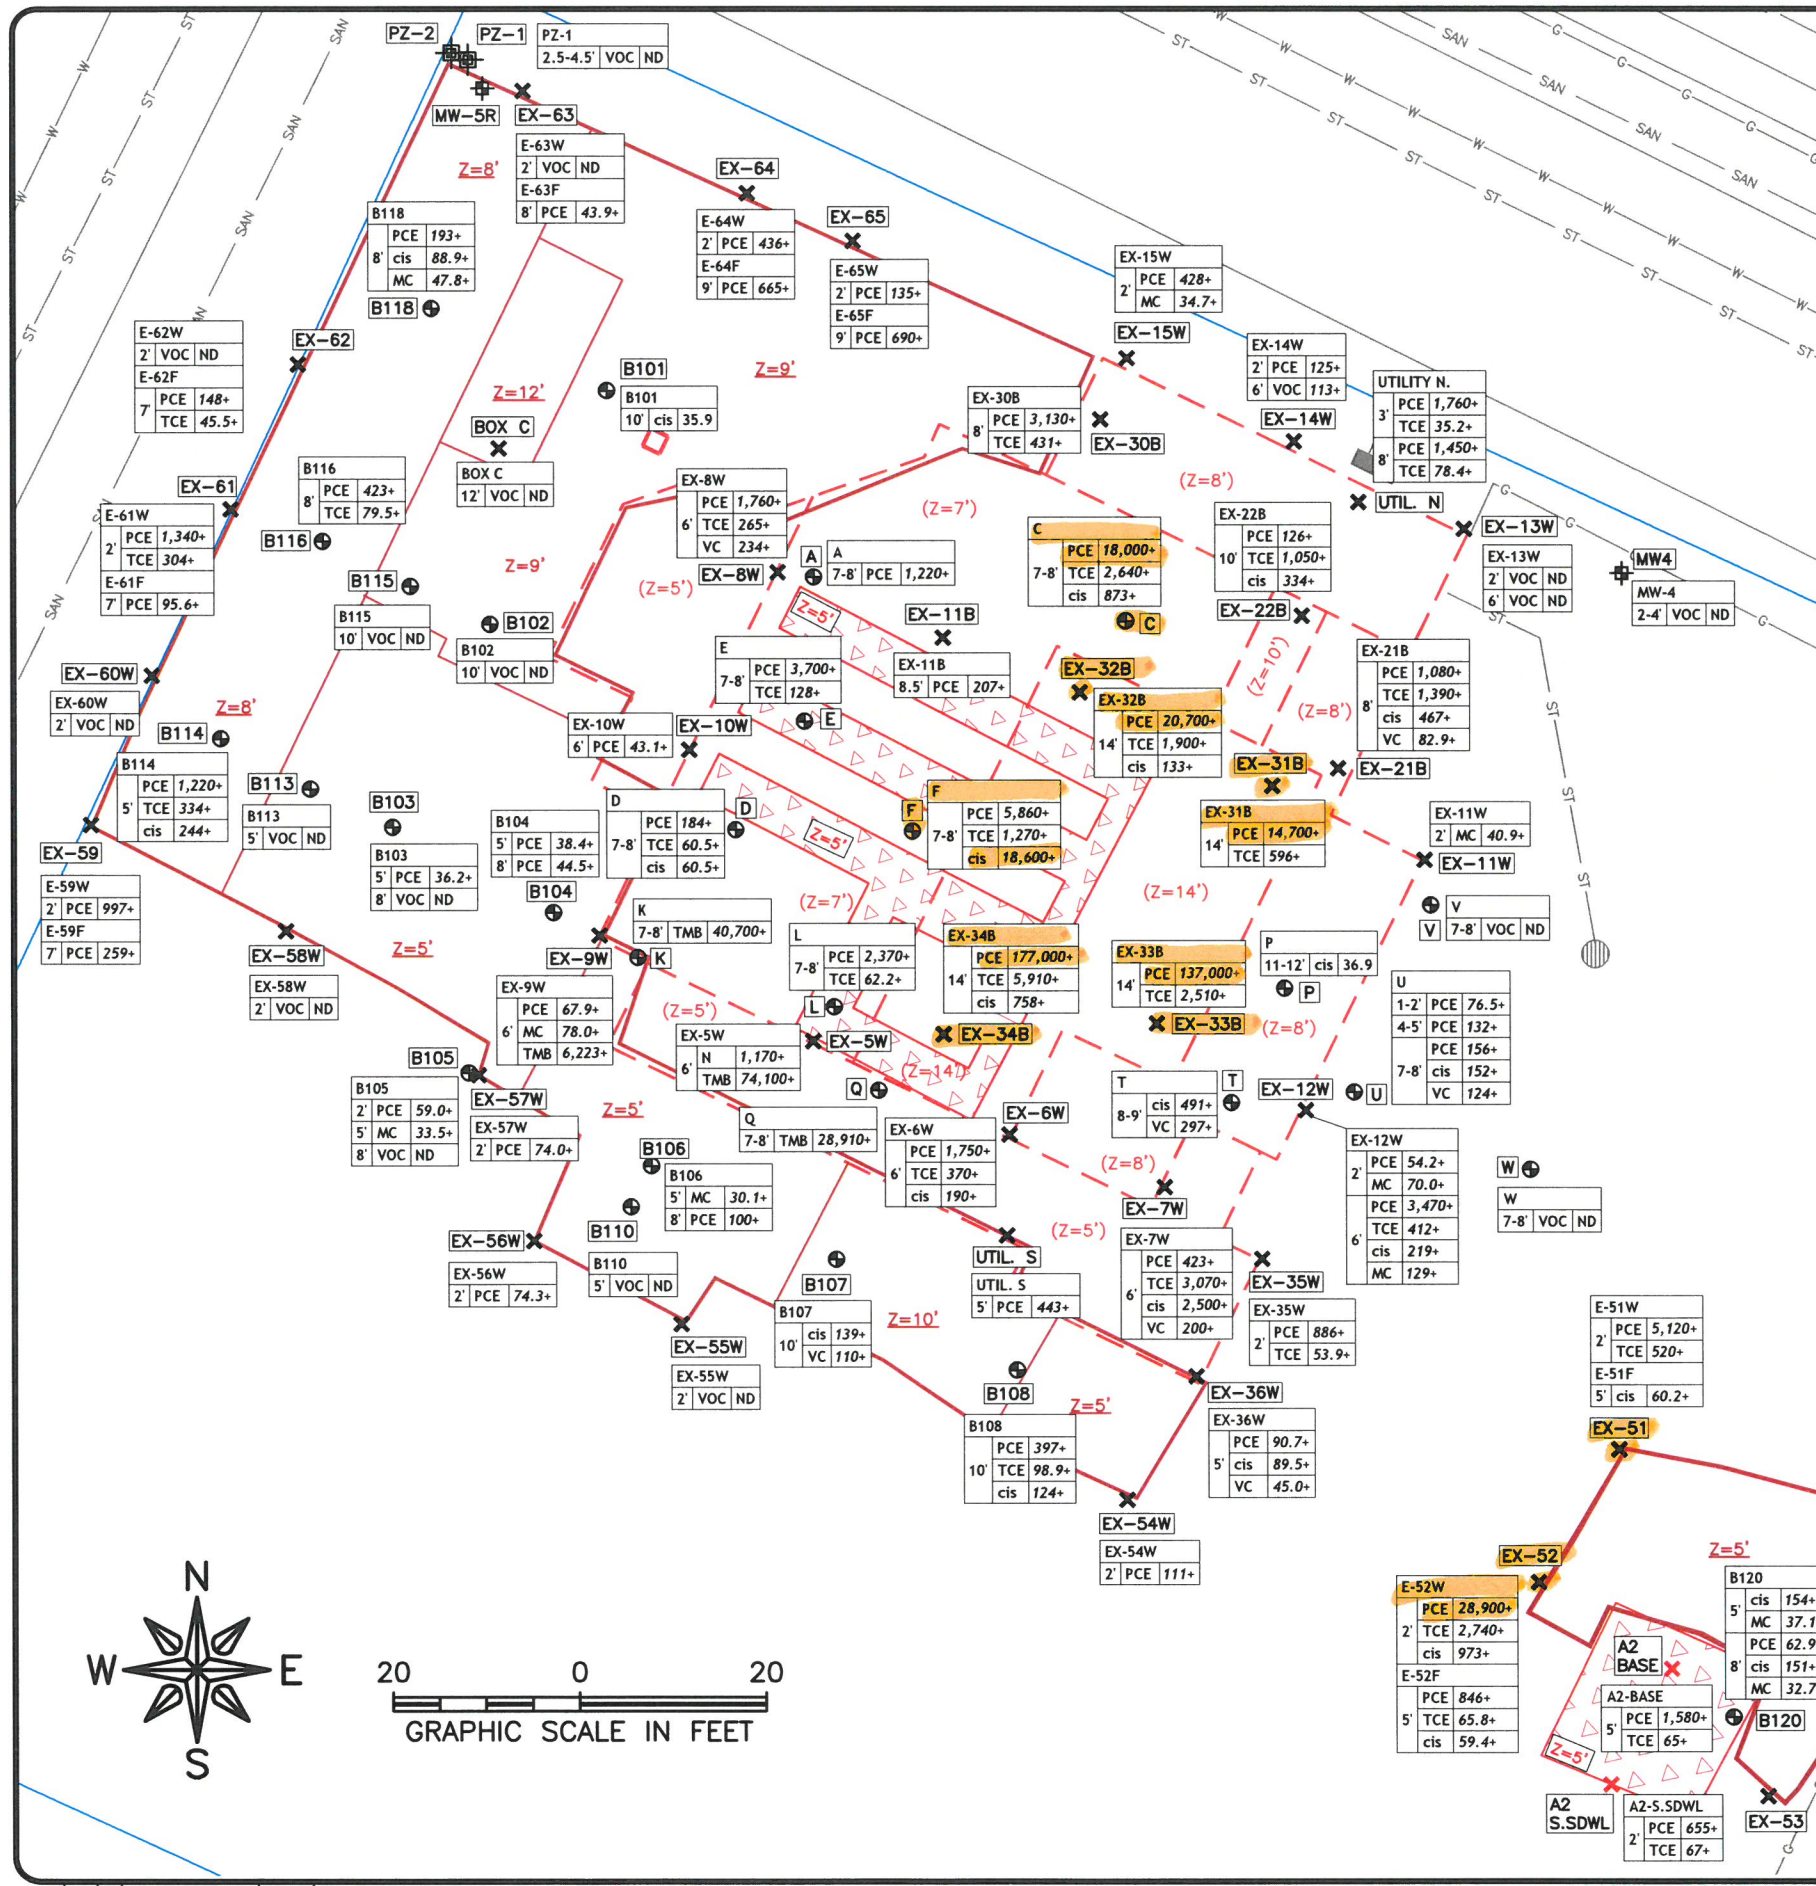 PZ-2
PZ-1
PZ-1
2.5-4.5' VOC ND
MW-5R
EX-63
E-63W
2' VOC ND
E-63F
8' PCE 43.9+
Z=8'
EX-64
E-64W
2' PCE 436+
E-64F
9' PCE 665+
EX-65
E-65W
2' PCE 135+
E-65F
9' PCE 690+
B118
8' PCE 193+
cis 88.9+
MC 47.8+
B118
EX-15W
2' PCE 428+
MC 34.7+
EX-15W
E-62W
2' VOC ND
E-62F
7' PCE 148+
TCE 45.5+
EX-62
EX-14W
2' PCE 125+
6' VOC 113+
EX-14W
UTILITY N.
3' PCE 1,760+
TCE 35.2+
8' PCE 1,450+
TCE 78.4+
UTIL. N
B101
B101
10' cis 35.9
Z=9'
Z=12'
BOX C
BOX C
12' VOC ND
EX-30B
8' PCE 3,130+
TCE 431+
EX-30B
B116
8' PCE 423+
TCE 79.5+
B116
EX-61
E-61W
2' PCE 1,340+
TCE 304+
E-61F
7' PCE 95.6+
EX-8W
6' PCE 1,760+
TCE 265+
VC 234+
EX-8W
(Z=8')
(Z=7')
C
7-8' PCE 18,000+
TCE 2,640+
cis 873+
C
EX-22B
10' PCE 126+
TCE 1,050+
cis 334+
EX-22B
EX-13W
EX-13W
2' VOC ND
6' VOC ND
MW4
MW-4
2-4' VOC ND
Z=9'
(Z=5')
A
A
7-8' PCE 1,220+
B115
B115
10' VOC ND
B102
B102
10' VOC ND
Z=5'
EX-11B
EX-11B
8.5' PCE 207+
E
7-8' PCE 3,700+
TCE 128+
E
EX-32B
EX-32B
14' PCE 20,700+
TCE 1,900+
cis 133+
(Z=10')
EX-21B
8' PCE 1,080+
TCE 1,390+
cis 467+
VC 82.9+
EX-21B
(Z=8')
EX-60W
EX-60W
2' VOC ND
Z=8'
B114
B114
5' PCE 1,220+
TCE 334+
cis 244+
EX-10W
6' PCE 43.1+
EX-10W
B113
B113
5' VOC ND
B103
B103
5' PCE 36.2+
8' VOC ND
B104
5' PCE 38.4+
8' PCE 44.5+
B104
D
7-8' PCE 184+
TCE 60.5+
cis 60.5+
D
Z=5'
F
F
7-8' PCE 5,860+
TCE 1,270+
cis 18,600+
EX-31B
EX-31B
14' PCE 14,700+
TCE 596+
EX-11W
2' MC 40.9+
EX-11W
EX-59
E-59W
2' PCE 997+
E-59F
7' PCE 259+
EX-58W
EX-58W
2' VOC ND
Z=5'
K
7-8' TMB 40,700+
K
(Z=7')
(Z=14')
V
V
7-8' VOC ND
EX-9W
EX-9W
6' PCE 67.9+
MC 78.0+
TMB 6,223+
L
7-8' PCE 2,370+
TCE 62.2+
L
EX-34B
14' PCE 177,000+
TCE 5,910+
cis 758+
EX-34B
EX-33B
14' PCE 137,000+
TCE 2,510+
EX-33B
P
11-12' cis 36.9
P
(Z=8')
U
1-2' PCE 76.5+
4-5' PCE 132+
7-8' PCE 156+
cis 152+
VC 124+
U
(Z=5')
EX-5W
6' N 1,170+
TMB 74,100+
EX-5W
(Z=14')
B105
B105
2' PCE 59.0+
5' MC 33.5+
8' VOC ND
EX-57W
EX-57W
2' PCE 74.0+
Z=5'
Q
Q
7-8' TMB 28,910+
EX-6W
EX-6W
6' PCE 1,750+
TCE 370+
cis 190+
T
8-9' cis 491+
VC 297+
T
EX-12W
EX-12W
2' PCE 54.2+
MC 70.0+
6' PCE 3,470+
TCE 412+
cis 219+
MC 129+
W
W
7-8' VOC ND
B106
B106
5' MC 30.1+
8' PCE 100+
B110
B110
5' VOC ND
(Z=8')
EX-7W
EX-7W
6' PCE 423+
TCE 3,070+
cis 2,500+
VC 200+
(Z=5')
EX-56W
EX-56W
2' PCE 74.3+
B107
B107
10' cis 139+
VC 110+
UTIL. S
UTIL. S
5' PCE 443+
EX-35W
EX-35W
2' PCE 886+
TCE 53.9+
Z=10'
EX-55W
EX-55W
2' VOC ND
B108
B108
10' PCE 397+
TCE 98.9+
cis 124+
Z=5'
EX-36W
EX-36W
5' PCE 90.7+
cis 89.5+
VC 45.0+
EX-54W
EX-54W
2' PCE 111+
E-51W
2' PCE 5,120+
TCE 520+
E-51F
5' cis 60.2+
EX-51
EX-52
E-52W
2' PCE 28,900+
TCE 2,740+
cis 973+
E-52F
5' PCE 846+
TCE 65.8+
cis 59.4+
Z=5'
B120
5' cis 154+
MC 37.1
8' PCE 62.9
cis 151+
MC 32.7
B120
A2
BASE
A2-BASE
5' PCE 1,580+
TCE 65+
Z=5'
A2
S.SDWL
A2-S.SDWL
2' PCE 655+
TCE 67+
EX-53
N
W E
S
20 0 20
GRAPHIC SCALE IN FEET
W W W W W W W W W
ST ST ST ST ST ST ST ST
SAN SAN SAN SAN SAN SAN
G G G G G G G